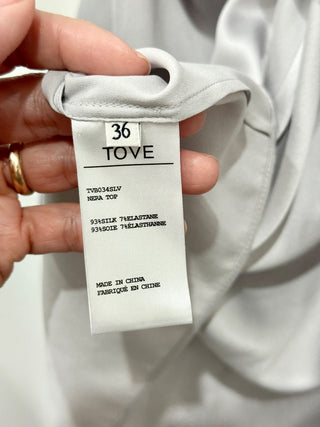 36
TOVE
TVB034SLV
NERA TOP
93%SILK 7%ELASTANE
93%SOIE 7%ÉLASTHANNE
MADE IN CHINA
FABRIQUÉ EN CHINE